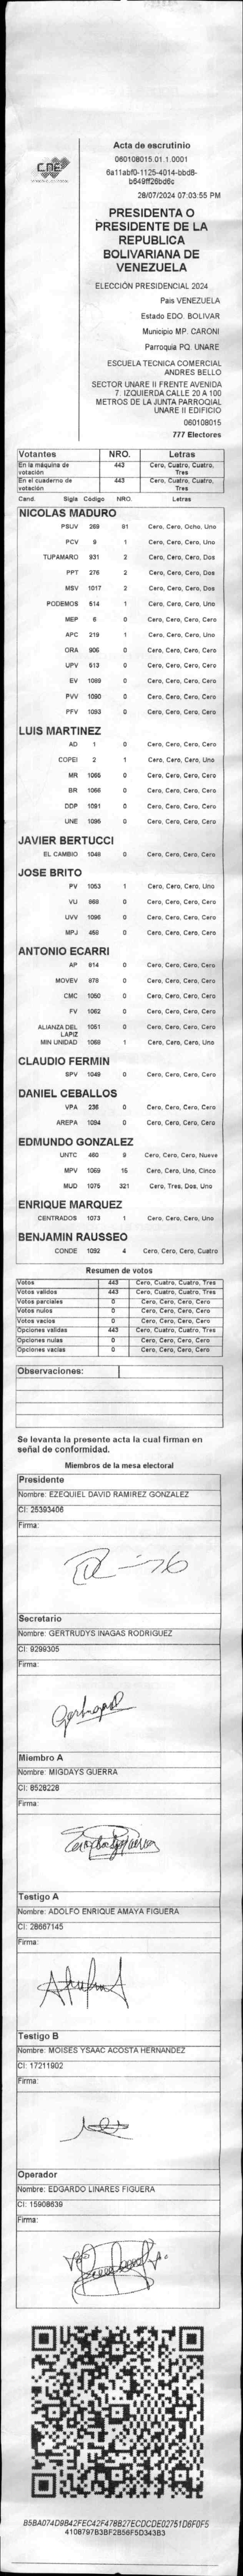 CNE
Acta de escrutinio
060108015.01.1.0001
6a11abf0-1125-4014-bbd8-
b649ff26bd6c
28/07/2024 07:03:55 PM
PRESIDENTA O
PRESIDENTE DE LA
REPUBLICA
BOLIVARIANA DE
VENEZUELA
ELECCIÓN PRESIDENCIAL 2024
Pais VENEZUELA
Estado EDO. BOLIVAR
Municipio MP. CARONI
Parroquia PQ. UNARE
ESCUELA TECNICA COMERCIAL
ANDRES BELLO
SECTOR UNARE II FRENTE AVENIDA
7. IZQUIERDA CALLE 20 A 100
METROS DE LA JUNTA PARROQIAL
UNARE II EDIFICIO
060108015
777 Electores
Votantes NRO. Letras
En la máquina de votación 443 Cero, Cuatro, Cuatro, Tres
En el cuaderno de votación 443 Cero, Cuatro, Cuatro, Tres
Cand. Sigla Código NRO. Letras
NICOLAS MADURO
PSUV 269 81 Cero, Cero, Ocho, Uno
PCV 9 1 Cero, Cero, Cero, Uno
TUPAMARO 931 2 Cero, Cero, Cero, Dos
PPT 276 2 Cero, Cero, Cero, Dos
MSV 1017 2 Cero, Cero, Cero, Dos
PODEMOS 514 1 Cero, Cero, Cero, Uno
MEP 6 0 Cero, Cero, Cero, Cero
APC 219 1 Cero, Cero, Cero, Uno
ORA 906 0 Cero, Cero, Cero, Cero
UPV 513 0 Cero, Cero, Cero, Cero
EV 1089 0 Cero, Cero, Cero, Cero
PVV 1090 0 Cero, Cero, Cero, Cero
PFV 1093 0 Cero, Cero, Cero, Cero
LUIS MARTINEZ
AD 1 0 Cero, Cero, Cero, Cero
COPEI 2 1 Cero, Cero, Cero, Uno
MR 1065 0 Cero, Cero, Cero, Cero
BR 1066 0 Cero, Cero, Cero, Cero
DDP 1091 0 Cero, Cero, Cero, Cero
UNE 1095 0 Cero, Cero, Cero, Cero
JAVIER BERTUCCI
EL CAMBIO 1048 0 Cero, Cero, Cero, Cero
JOSE BRITO
PV 1053 1 Cero, Cero, Cero, Uno
VU 669 0 Cero, Cero, Cero, Cero
UVV 1096 0 Cero, Cero, Cero, Cero
MPJ 458 0 Cero, Cero, Cero, Cero
ANTONIO ECARRI
AP 814 0 Cero, Cero, Cero, Cero
MOVEV 878 0 Cero, Cero, Cero, Cero
CMC 1050 0 Cero, Cero, Cero, Cero
FV 1062 0 Cero, Cero, Cero, Cero
ALIANZA DEL LAPIZ 1051 0 Cero, Cero, Cero, Cero
MIN UNIDAD 1068 1 Cero, Cero, Cero, Uno
CLAUDIO FERMIN
SPV 1049 0 Cero, Cero, Cero, Cero
DANIEL CEBALLOS
VPA 236 0 Cero, Cero, Cero, Cero
AREPA 1094 0 Cero, Cero, Cero, Cero
EDMUNDO GONZALEZ
UNTC 460 9 Cero, Cero, Cero, Nueve
MPV 1069 15 Cero, Cero, Uno, Cinco
MUD 1075 321 Cero, Tres, Dos, Uno
ENRIQUE MARQUEZ
CENTRADOS 1073 1 Cero, Cero, Cero, Uno
BENJAMIN RAUSSEO
CONDE 1092 4 Cero, Cero, Cero, Cuatro
Resumen de votos
Votos 443 Cero, Cuatro, Cuatro, Tres
Votos validos 443 Cero, Cuatro, Cuatro, Tres
Votos parciales 0 Cero, Cero, Cero, Cero
Votos nulos 0 Cero, Cero, Cero, Cero
Votos vacios 0 Cero, Cero, Cero, Cero
Opciones validas 443 Cero, Cuatro, Cuatro, Tres
Opciones nulas 0 Cero, Cero, Cero, Cero
Opciones vacias 0 Cero, Cero, Cero, Cero
Observaciones:
Se levanta la presente acta la cual firman en
señal de conformidad.
Miembros de la mesa electoral
Presidente
Nombre: EZEQUIEL DAVID RAMIREZ GONZALEZ
CI: 25393406
Firma:
Secretario
Nombre: GERTRUDYS INAGAS RODRIGUEZ
CI: 9299305
Firma:
Miembro A
Nombre: MIGDAYS GUERRA
CI: 8528228
Firma:
Testigo A
Nombre: ADOLFO ENRIQUE AMAYA FIGUERA
CI: 28667145
Firma:
Testigo B
Nombre: MOISES YSAAC ACOSTA HERNANDEZ
CI: 17211902
Firma:
Operador
Nombre: EDGARDO LINARES FIGUERA
CI: 15908639
Firma:
B5BA074D9B42FEC42F478B27ECDCDE02751D6F0F5
4108797B3BF2B56F5D343B3